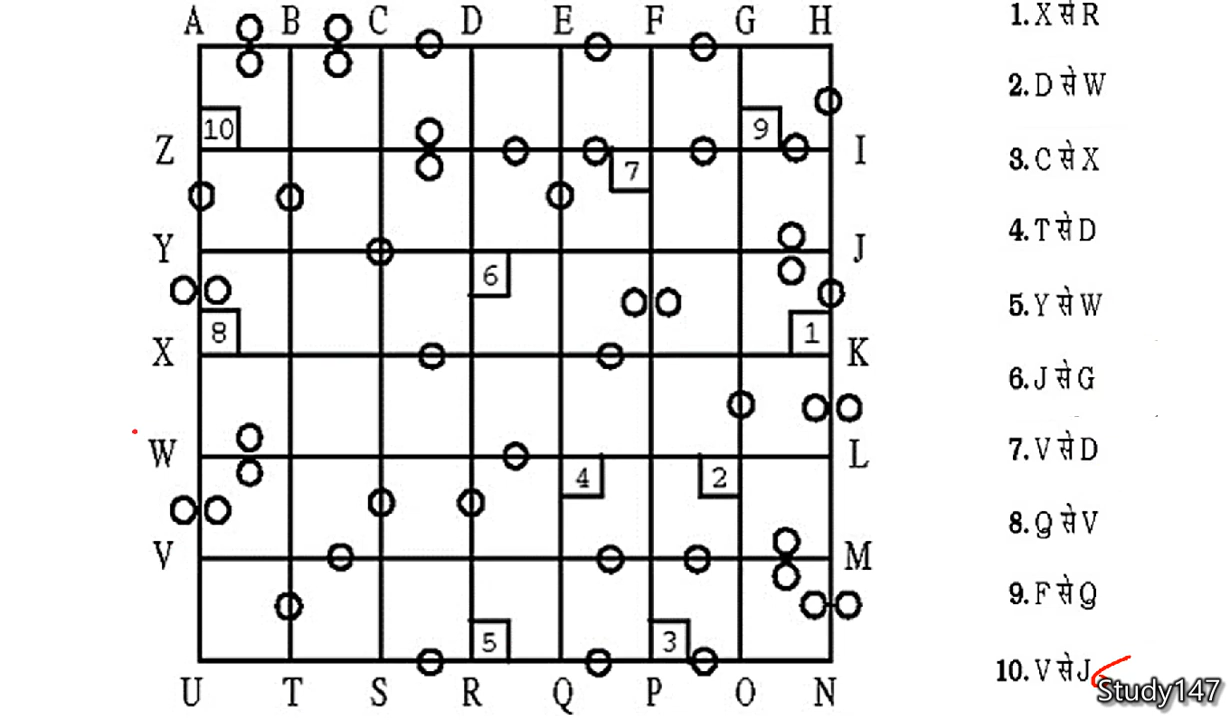 A B C D E F G H
10 9
Z I
7
Y J
6
8 1
X K
W L
4 2
V M
5 3
U T S R Q P O N
1. X से R
2. D से W
3. C से X
4. T से D
5. Y से W
6. J से G
7. V से D
8. Q से V
9. F से Q
10. V से J
Study147